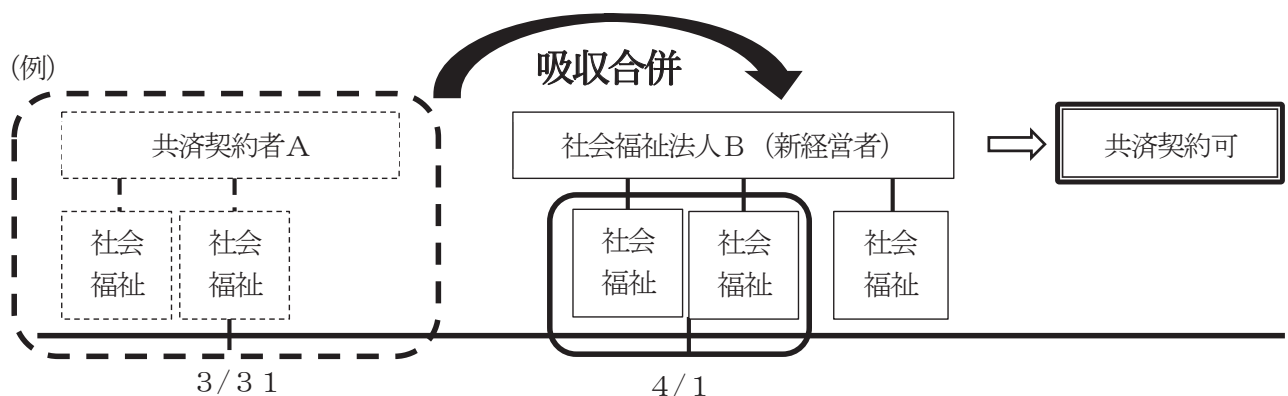 (例)
吸収合併
共済契約者A
社会福祉法人B（新経営者）
共済契約可
社会
福祉
社会
福祉
社会
福祉
社会
福祉
社会
福祉
3/31
4/1